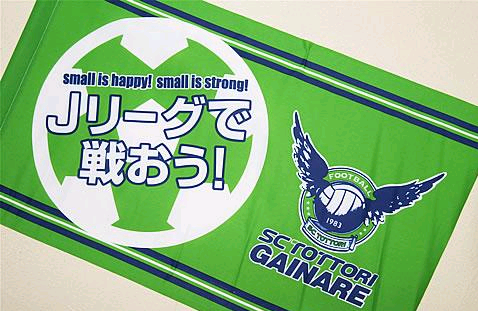 small is happy! small is strong!
Jリーグで
戦おう!
FOOTBALL
1983
SC TOTTORI
SC TOTTORI
GAINARE